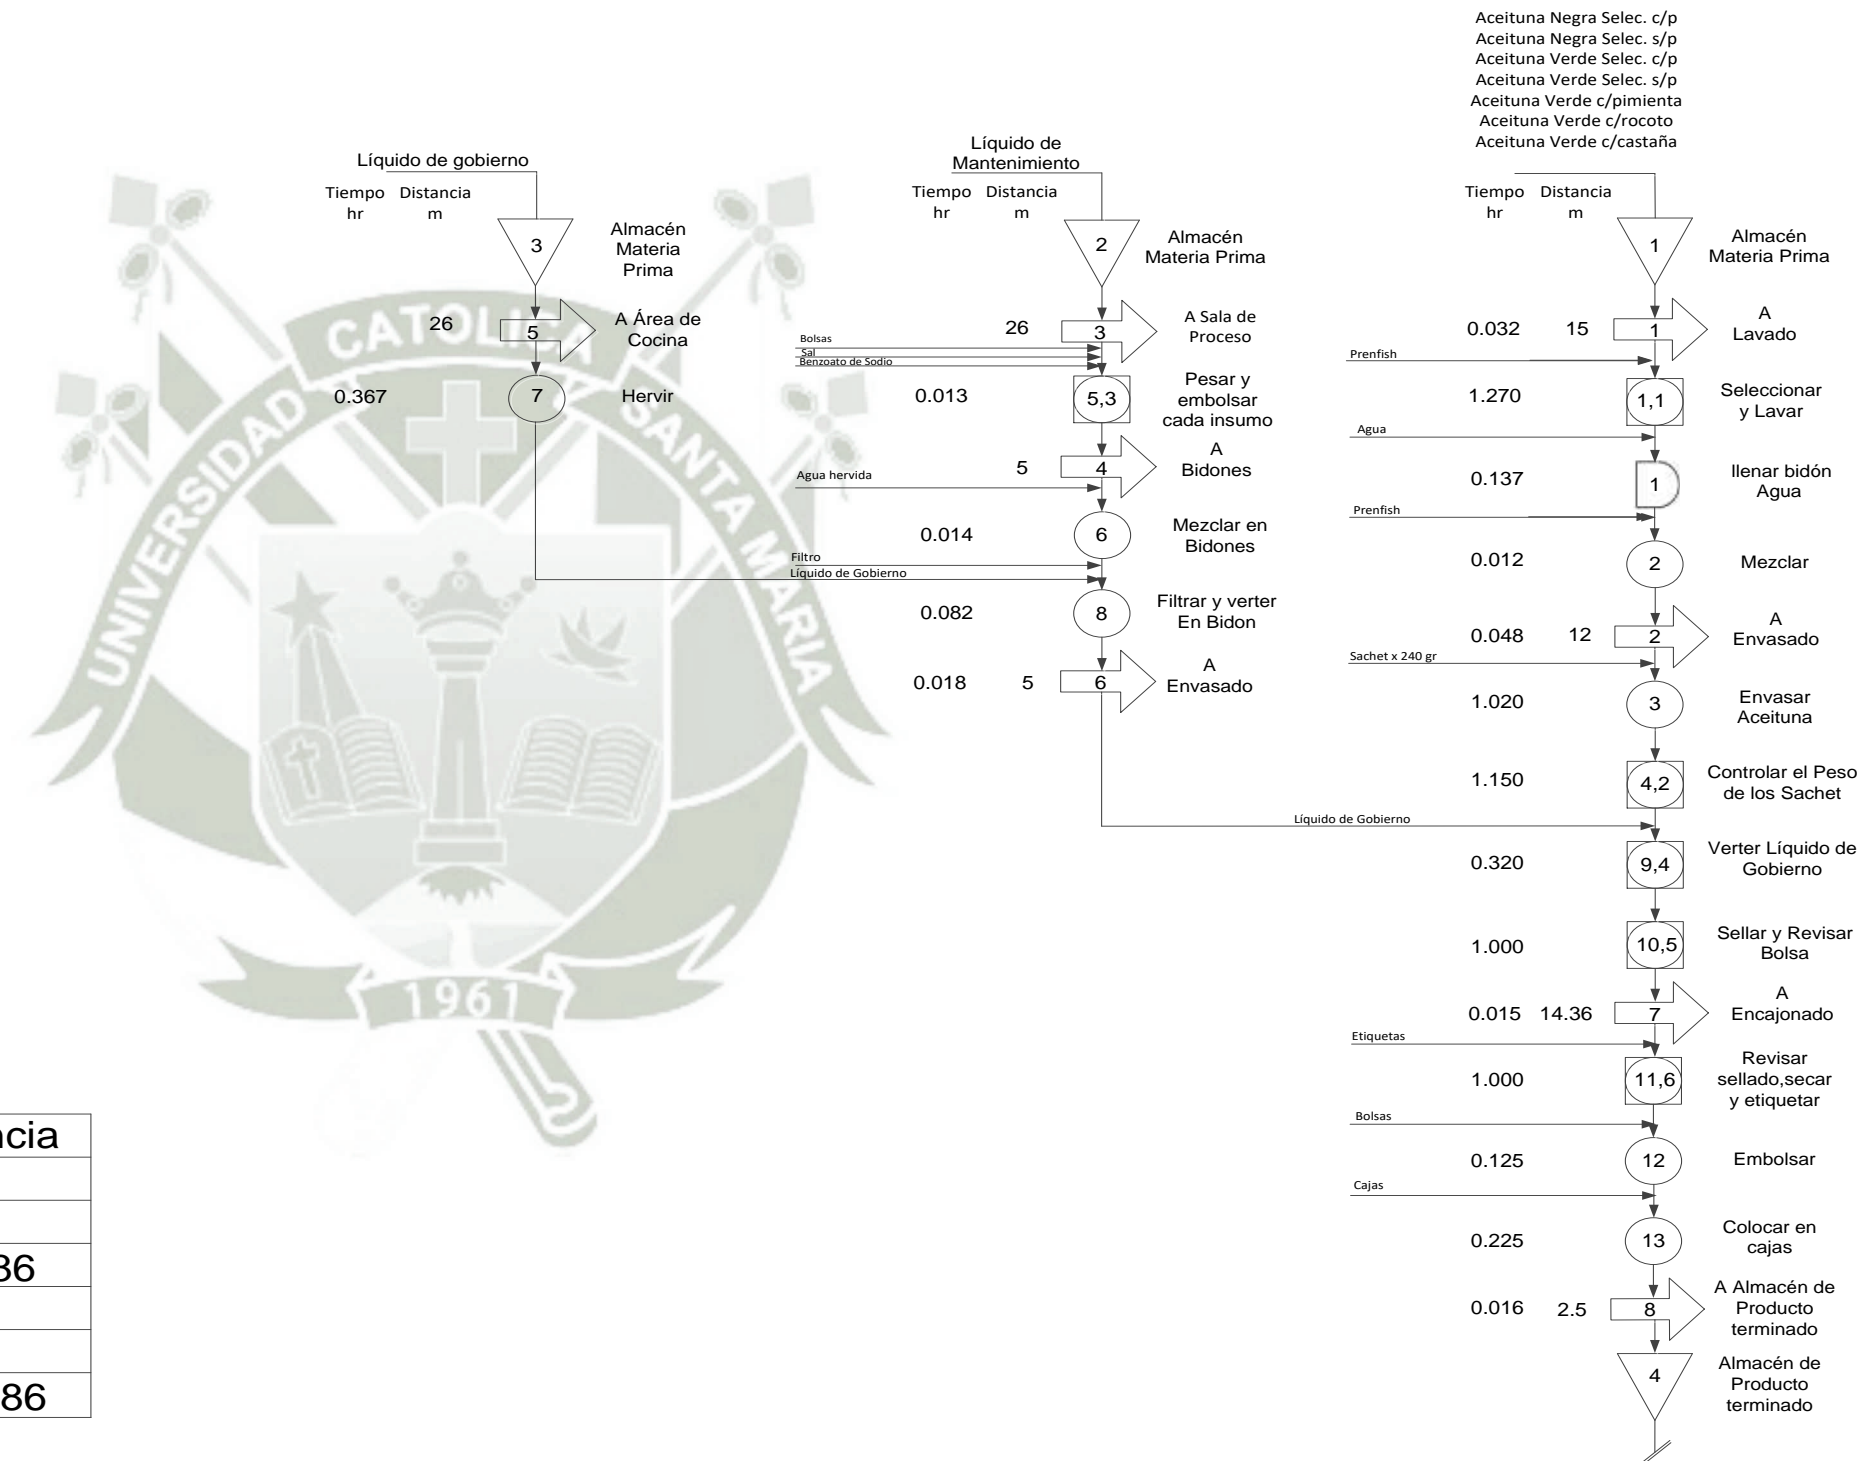 Aceituna Negra Selec. c/p
Aceituna Negra Selec. s/p
Aceituna Verde Selec. c/p
Aceituna Verde Selec. s/p
Aceituna Verde c/pimienta
Aceituna Verde c/rocoto
Aceituna Verde c/castaña
Líquido de gobierno
Tiempo Distancia
hr m
3
Almacén
Materia
Prima
26
5
A Área de
Cocina
0.367
7
Hervir
Líquido de
Mantenimiento
Tiempo Distancia
hr m
2
Almacén
Materia Prima
26
3
A Sala de
Proceso
Bolsas
Sal
Benzoato de Sodio
0.013
5,3
Pesar y
embolsar
cada insumo
5
4
A
Bidones
Agua hervida
0.014
6
Mezclar en
Bidones
Filtro
Líquido de Gobierno
0.082
8
Filtrar y verter
En Bidon
0.018
5
6
A
Envasado
Tiempo Distancia
hr m
1
Almacén
Materia Prima
0.032
15
1
A
Lavado
Prenfish
1.270
1,1
Seleccionar
y Lavar
Agua
0.137
1
llenar bidón
Agua
Prenfish
0.012
2
Mezclar
0.048
12
2
A
Envasado
Sachet x 240 gr
1.020
3
Envasar
Aceituna
1.150
4,2
Controlar el Peso
de los Sachet
Líquido de Gobierno
0.320
9,4
Verter Líquido de
Gobierno
1.000
10,5
Sellar y Revisar
Bolsa
0.015
14.36
7
A
Encajonado
Etiquetas
1.000
11,6
Revisar
sellado,secar
y etiquetar
Bolsas
0.125
12
Embolsar
Cajas
0.225
13
Colocar en
cajas
0.016
2.5
8
A Almacén de
Producto
terminado
4
Almacén de
Producto
terminado
UNIVERSIDAD CATOLICA SANTA MARIA
1961
ncia
36
86